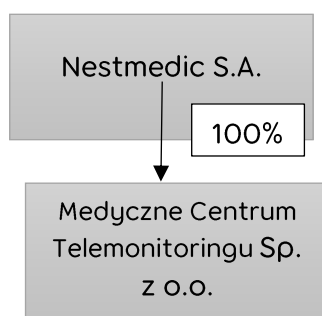 Nestmedic S.A.
100%
Medyczne Centrum
Telemonitoringu Sp.
z o.o.